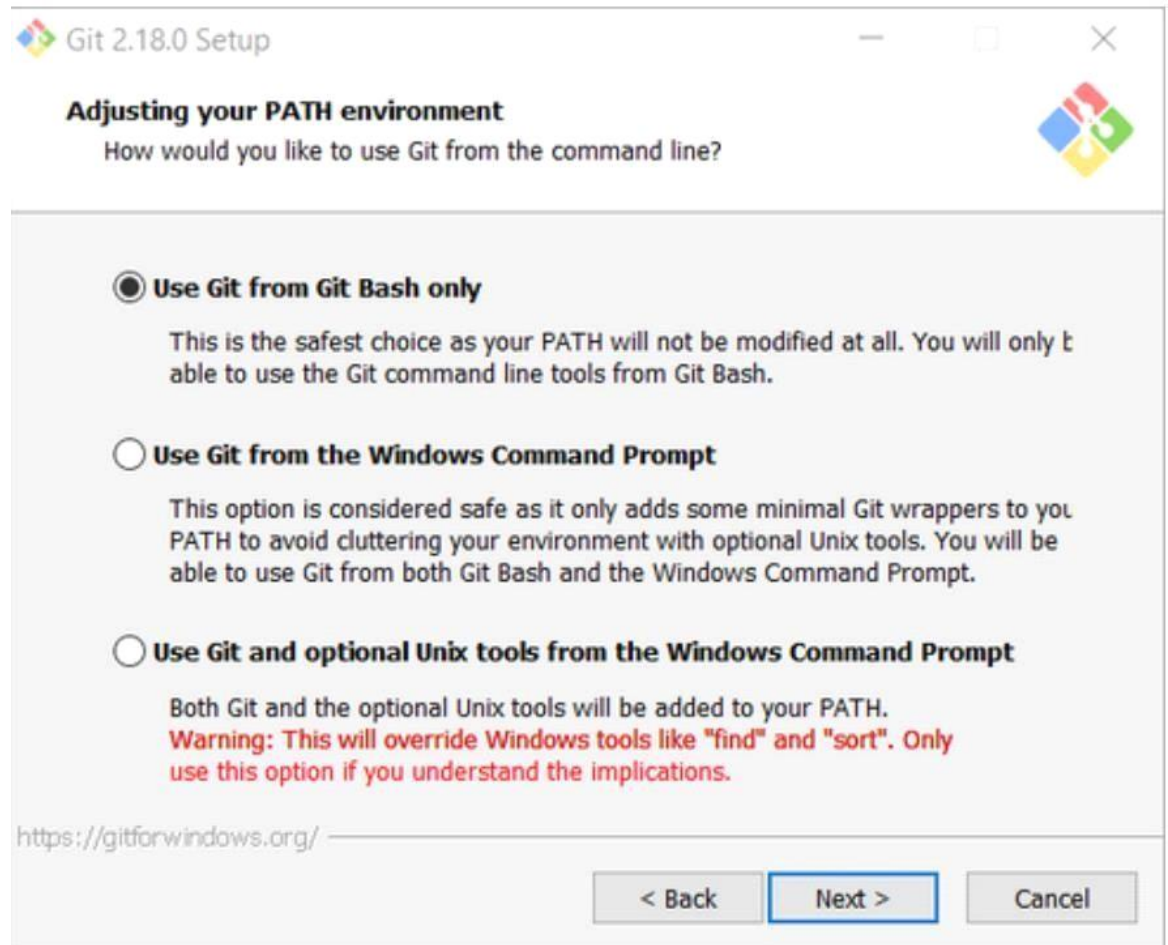 Git 2.18.0 Setup
Adjusting your PATH environment
How would you like to use Git from the command line?
Use Git from Git Bash only
This is the safest choice as your PATH will not be modified at all. You will only b
able to use the Git command line tools from Git Bash.
Use Git from the Windows Command Prompt
This option is considered safe as it only adds some minimal Git wrappers to you
PATH to avoid cluttering your environment with optional Unix tools. You will be
able to use Git from both Git Bash and the Windows Command Prompt.
Use Git and optional Unix tools from the Windows Command Prompt
Both Git and the optional Unix tools will be added to your PATH.
Warning: This will override Windows tools like "find" and "sort". Only
use this option if you understand the implications.
https://gitforwindows.org/
< Back Next > Cancel